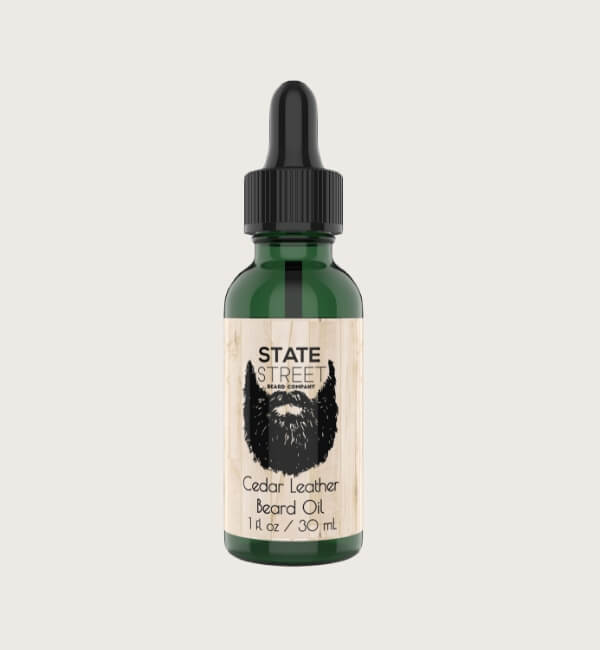 STATE
STREET
BEARD COMPANY
Cedar Leather
Beard Oil
1 fl oz / 30 mL